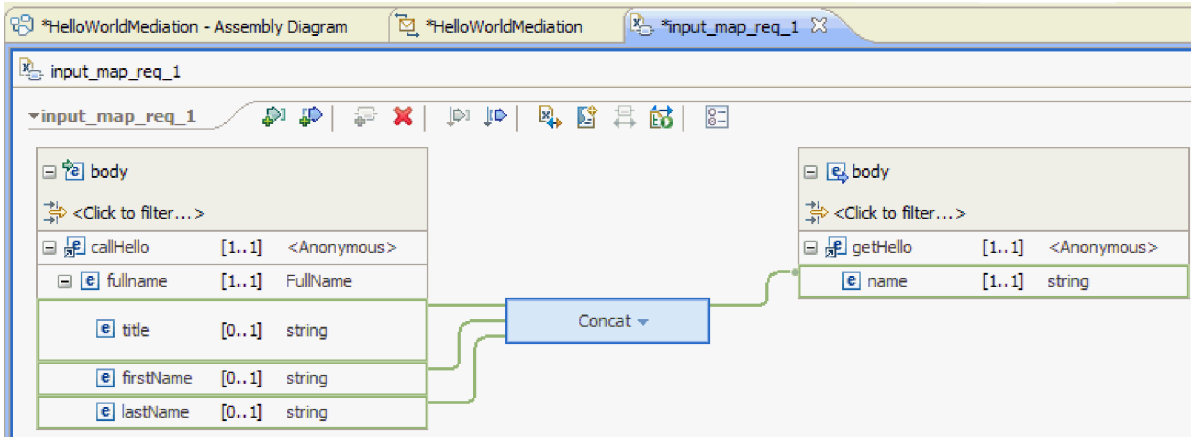 *HelloWorldMediation - Assembly Diagram *HelloWorldMediation *input_map_req_1
input_map_req_1
input_map_req_1
body
<Click to filter...>
callHello [1..1] <Anonymous>
fullname [1..1] FullName
title [0..1] string
firstName [0..1] string
lastName [0..1] string
Concat
body
<Click to filter...>
getHello [1..1] <Anonymous>
name [1..1] string